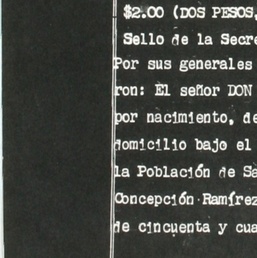 $2.00 (DOS PESOS,
Sello de la Secre
Por sus generales
ron: El señor DON
por nacimiento, de
domicilio bajo el
la Población de Sa
Concepción Ramírez
de cincuenta y cua